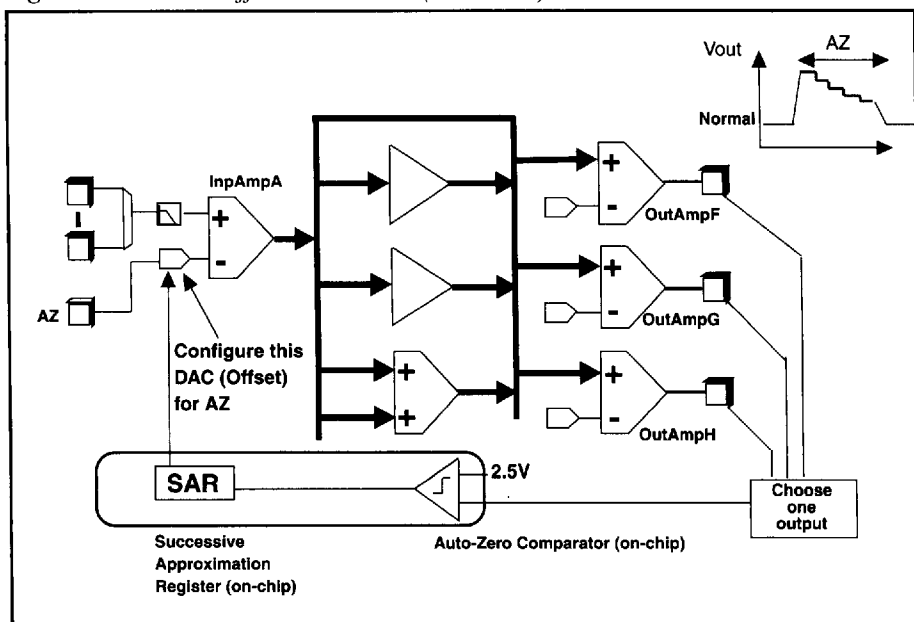 Vout
AZ
Normal
InpAmpA
+
-
AZ
Configure this
DAC (Offset)
for AZ
+
-
OutAmpF
+
-
OutAmpG
+
+
+
-
OutAmpH
SAR
2.5V
Choose
one
output
Successive
Approximation
Register (on-chip)
Auto-Zero Comparator (on-chip)